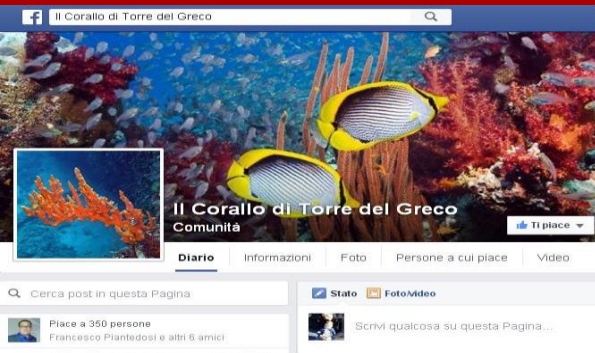 f Il Corallo di Torre del Greco
Il Corallo di Torre del Greco
Comunità
Ti piace
Diario Informazioni Foto Persone a cui piace Video
Cerca post in questa Pagina
Stato Foto/video
Piace a 350 persone
Francesco Piantedosi e altri 6 amici
Scrivi qualcosa su questa Pagina...